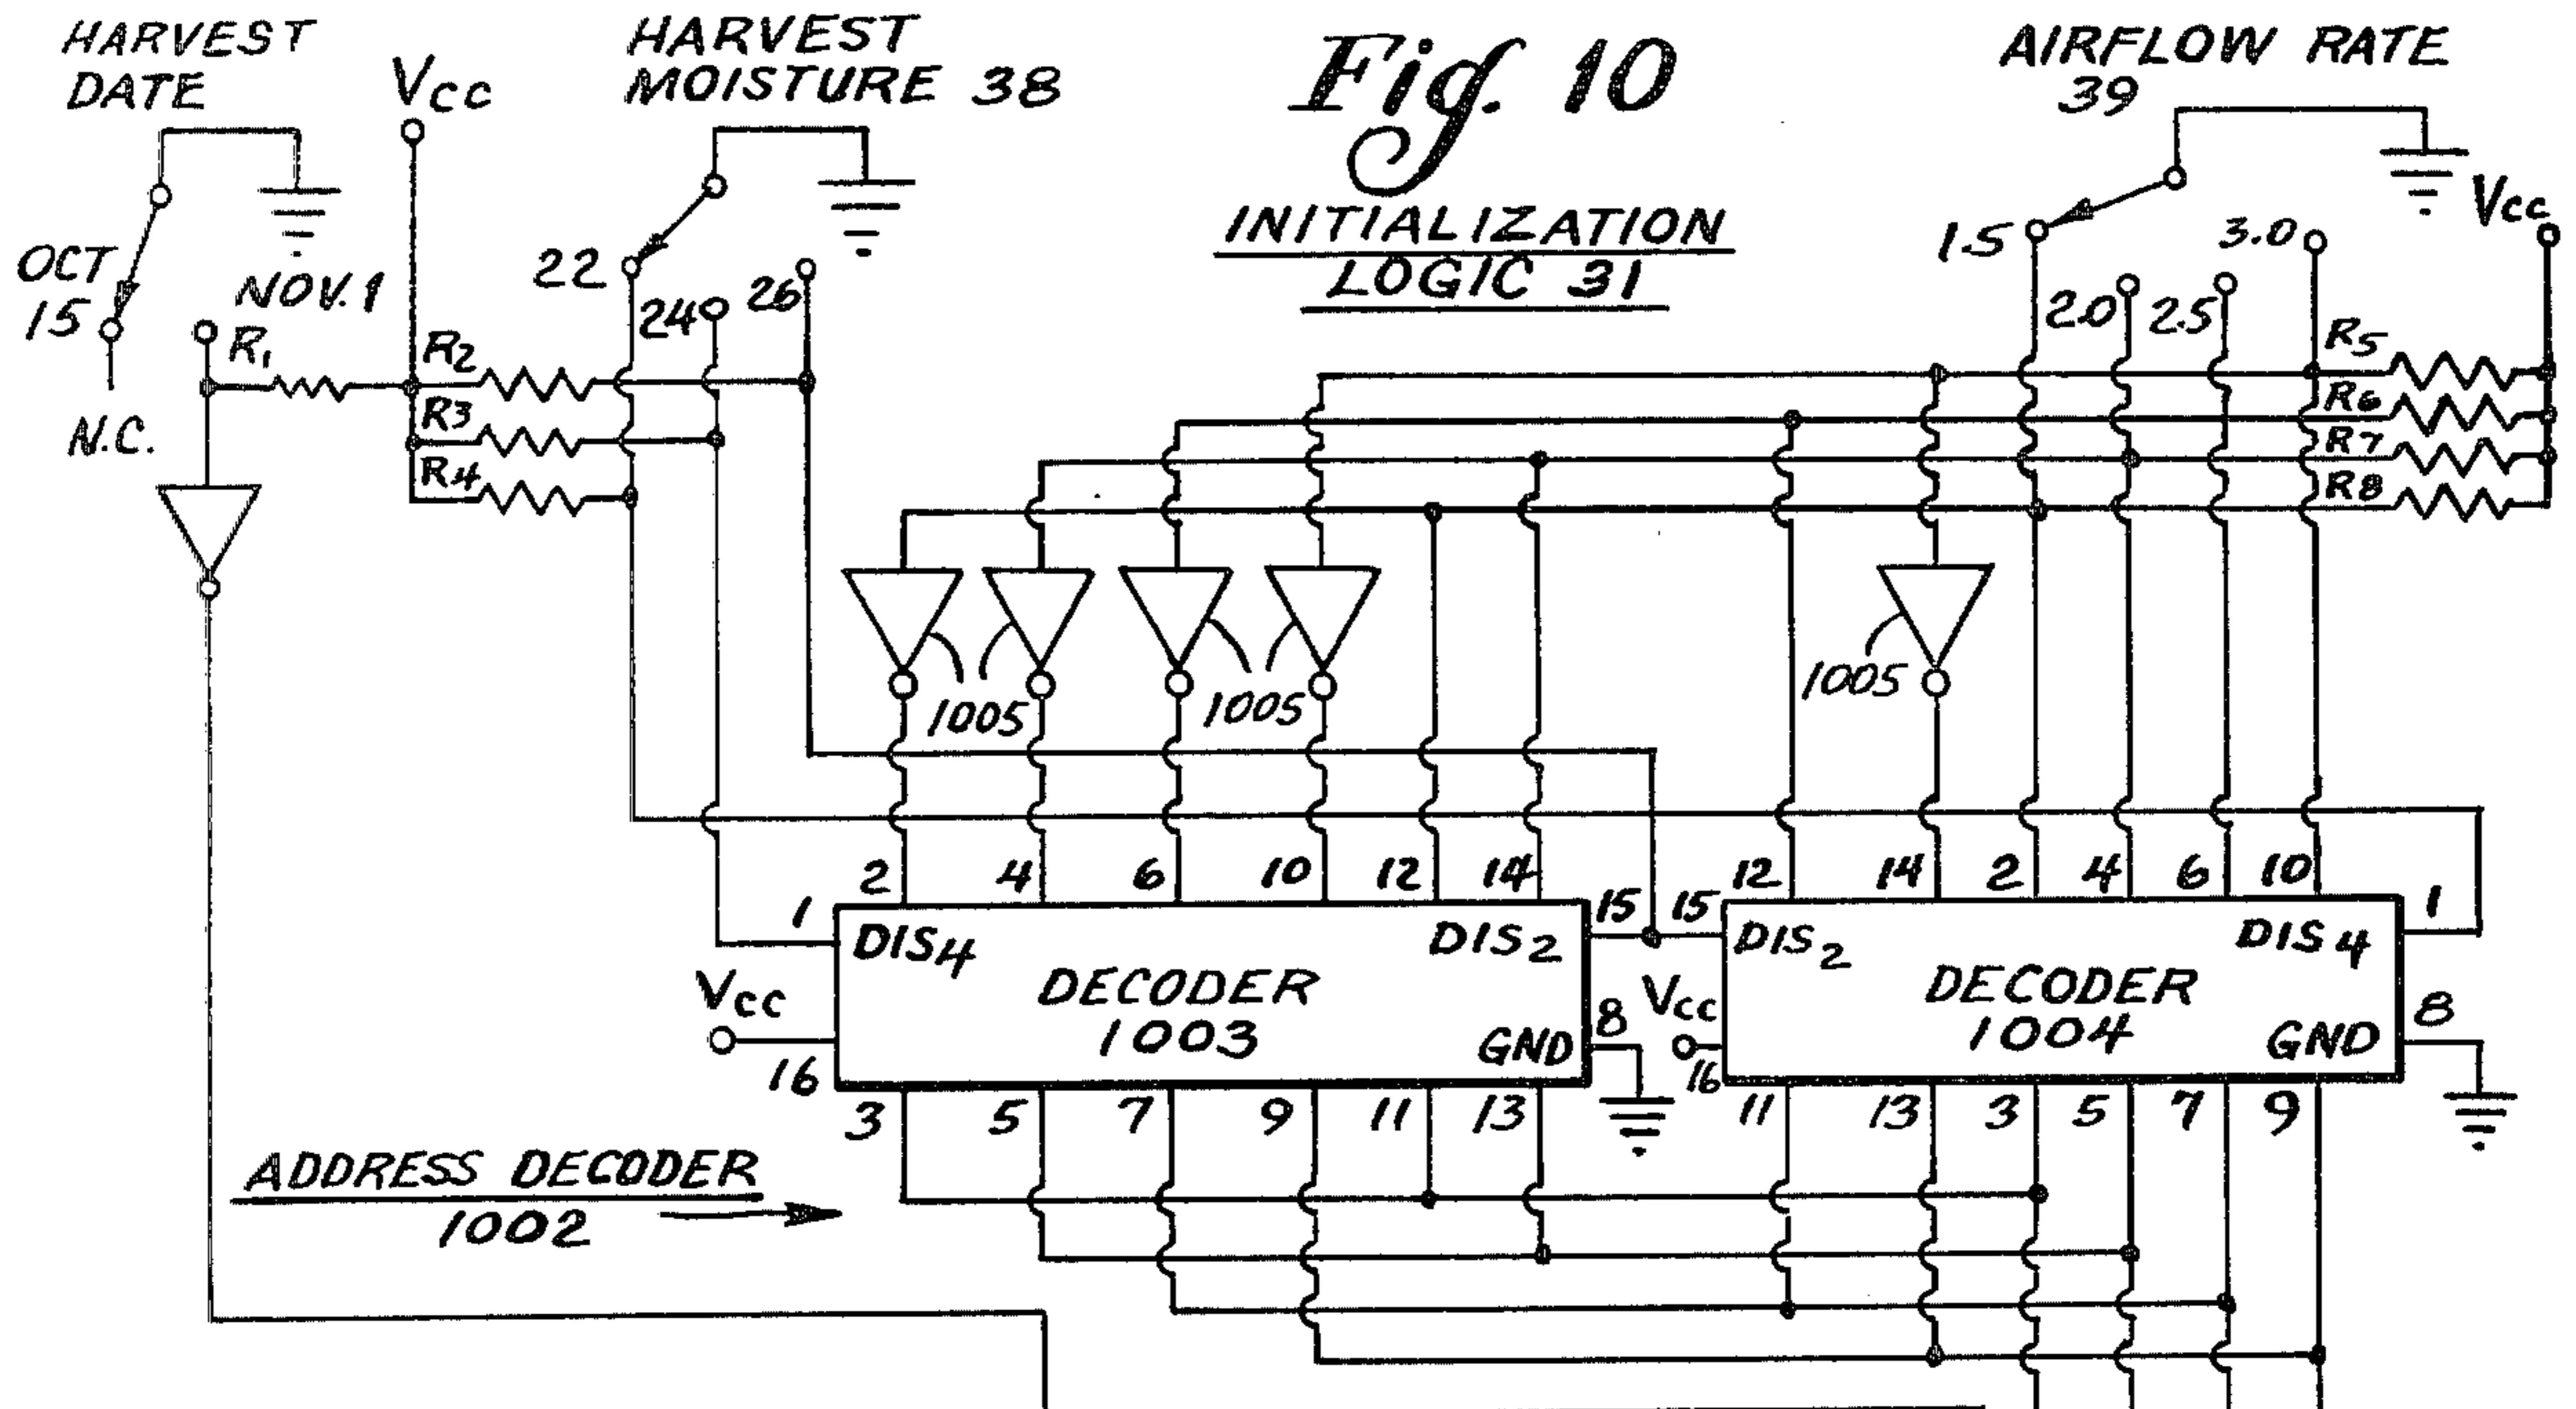 HARVEST
DATE
Vcc
HARVEST
MOISTURE 38
Fig. 10
AIRFLOW RATE
39
INITIALIZATION
LOGIC 31
OCT
15
NOV. 1
N.C.
22
24
26
1.5
2.0
2.5
3.0
Vcc
R1
R2
R3
R4
R5
R6
R7
R8
1005
1005
1005
2 4 6 10 12 14
12 14 2 4 6 10
1
DIS4
DIS2
15
15
DIS2
DIS4
1
Vcc
16
DECODER
1003
GND
8
Vcc
16
DECODER
1004
GND
8
3 5 7 9 11 13
11 13 3 5 7 9
ADDRESS DECODER
1002